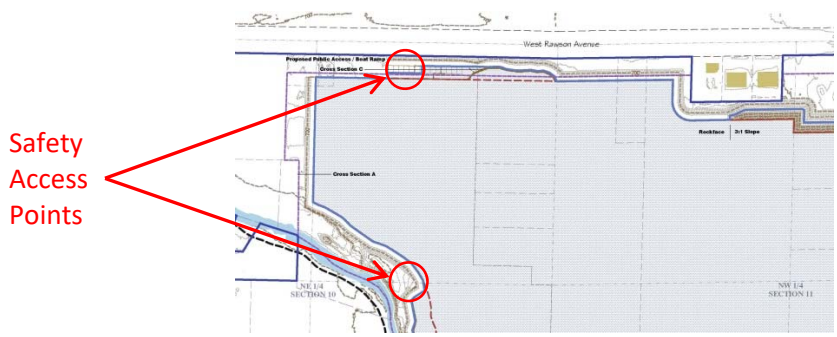 West Rawson Avenue
Proposed Public Access / Boat Ramp
Cross Section C
Rockface
3:1 Slope
Safety
Access
Points
Cross Section A
NE 1/4
SECTION 10
NW 1/4
SECTION 11